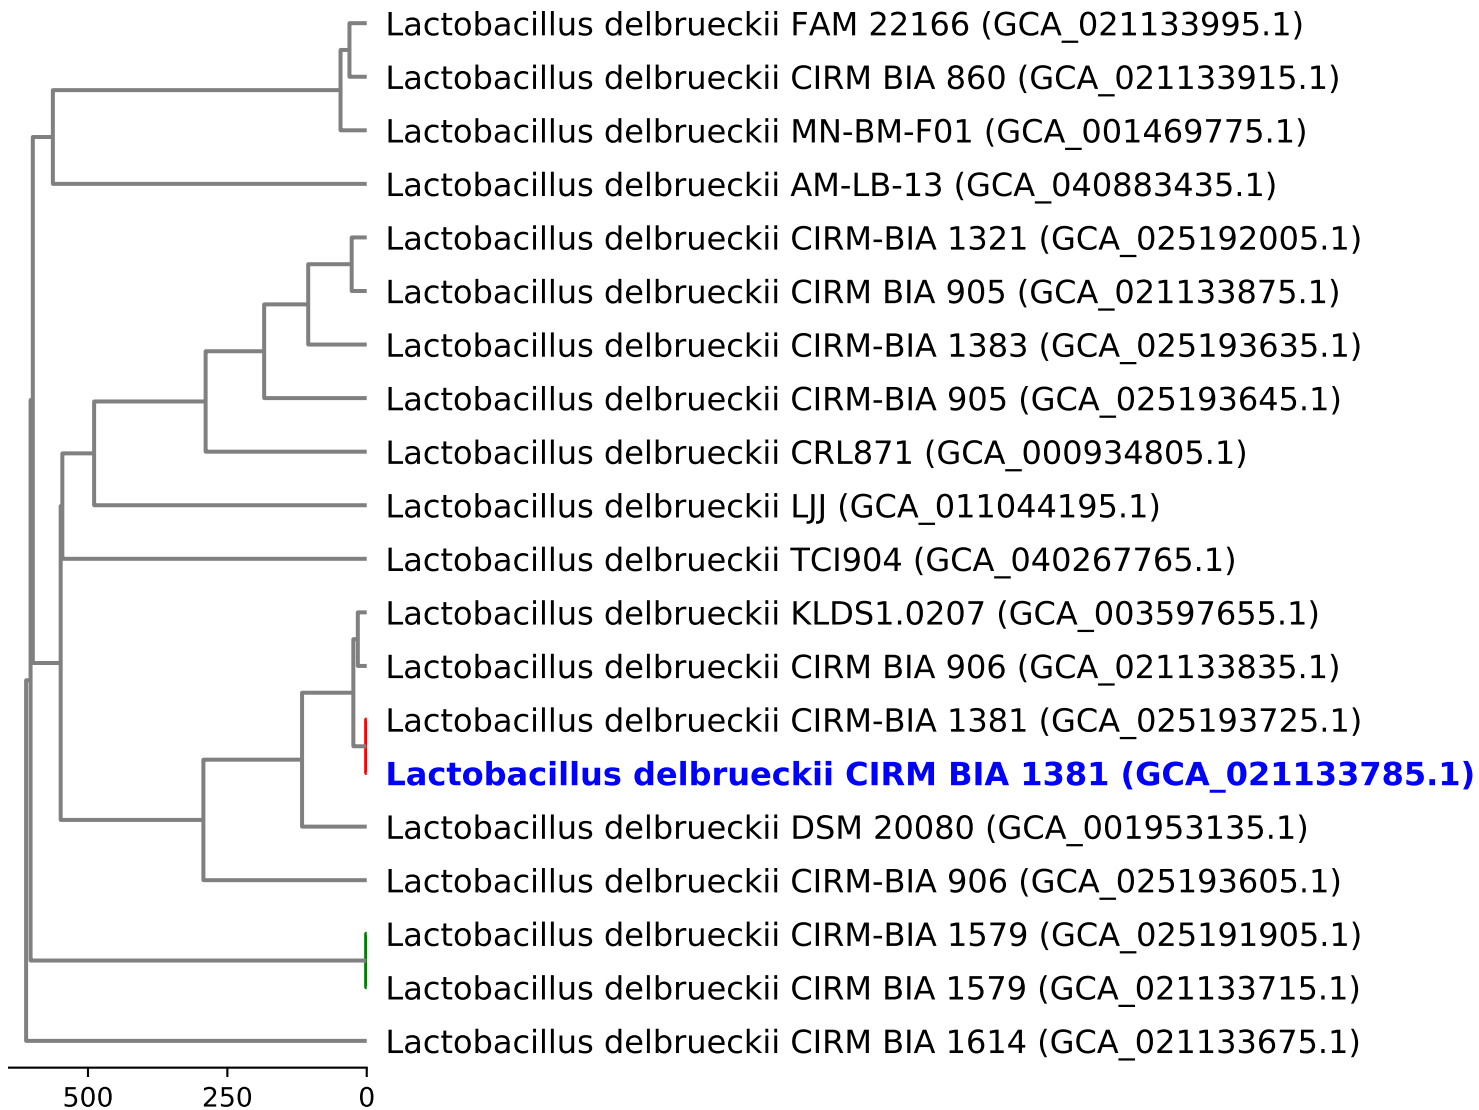 Lactobacillus delbrueckii FAM 22166 (GCA_021133995.1)
Lactobacillus delbrueckii CIRM BIA 860 (GCA_021133915.1)
Lactobacillus delbrueckii MN-BM-F01 (GCA_001469775.1)
Lactobacillus delbrueckii AM-LB-13 (GCA_040883435.1)
Lactobacillus delbrueckii CIRM-BIA 1321 (GCA_025192005.1)
Lactobacillus delbrueckii CIRM BIA 905 (GCA_021133875.1)
Lactobacillus delbrueckii CIRM-BIA 1383 (GCA_025193635.1)
Lactobacillus delbrueckii CIRM-BIA 905 (GCA_025193645.1)
Lactobacillus delbrueckii CRL871 (GCA_000934805.1)
Lactobacillus delbrueckii LJJ (GCA_011044195.1)
Lactobacillus delbrueckii TCI904 (GCA_040267765.1)
Lactobacillus delbrueckii KLDS1.0207 (GCA_003597655.1)
Lactobacillus delbrueckii CIRM BIA 906 (GCA_021133835.1)
Lactobacillus delbrueckii CIRM-BIA 1381 (GCA_025193725.1)
Lactobacillus delbrueckii CIRM BIA 1381 (GCA_021133785.1)
Lactobacillus delbrueckii DSM 20080 (GCA_001953135.1)
Lactobacillus delbrueckii CIRM-BIA 906 (GCA_025193605.1)
Lactobacillus delbrueckii CIRM-BIA 1579 (GCA_025191905.1)
Lactobacillus delbrueckii CIRM BIA 1579 (GCA_021133715.1)
Lactobacillus delbrueckii CIRM BIA 1614 (GCA_021133675.1)
500 250 0